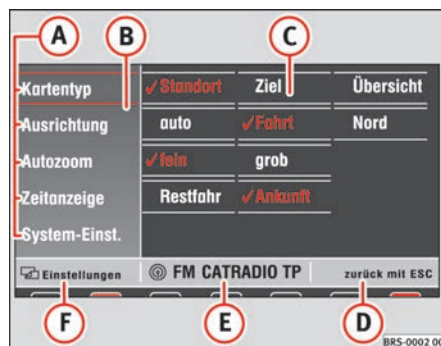 A B C
Kartentyp ✓Standort Ziel Übersicht
Ausrichtung auto ✓Fahrt Nord
Autozoom ✓fein grob
Zeitanzeige Restfahr ✓Ankunft
System-Einst.
Einstellungen FM CATRADIO TP zurück mit ESC
F E D
BRS-0002 00